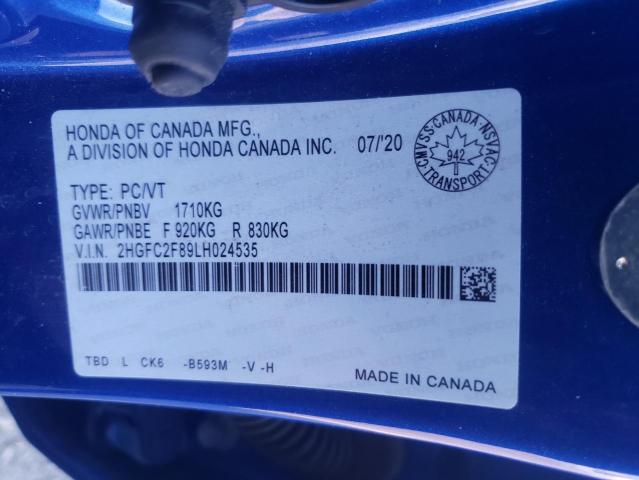 HONDA OF CANADA MFG.,
A DIVISION OF HONDA CANADA INC. 07/'20
CMVSS·CANADA·NSVAC
942
TRANSPORT
TYPE: PC/VT
GVWR/PNBV 1710KG
GAWR/PNBE F 920KG R 830KG
V.I.N. 2HGFC2F89LH024535
TBD L CK6 -B593M -V -H
MADE IN CANADA